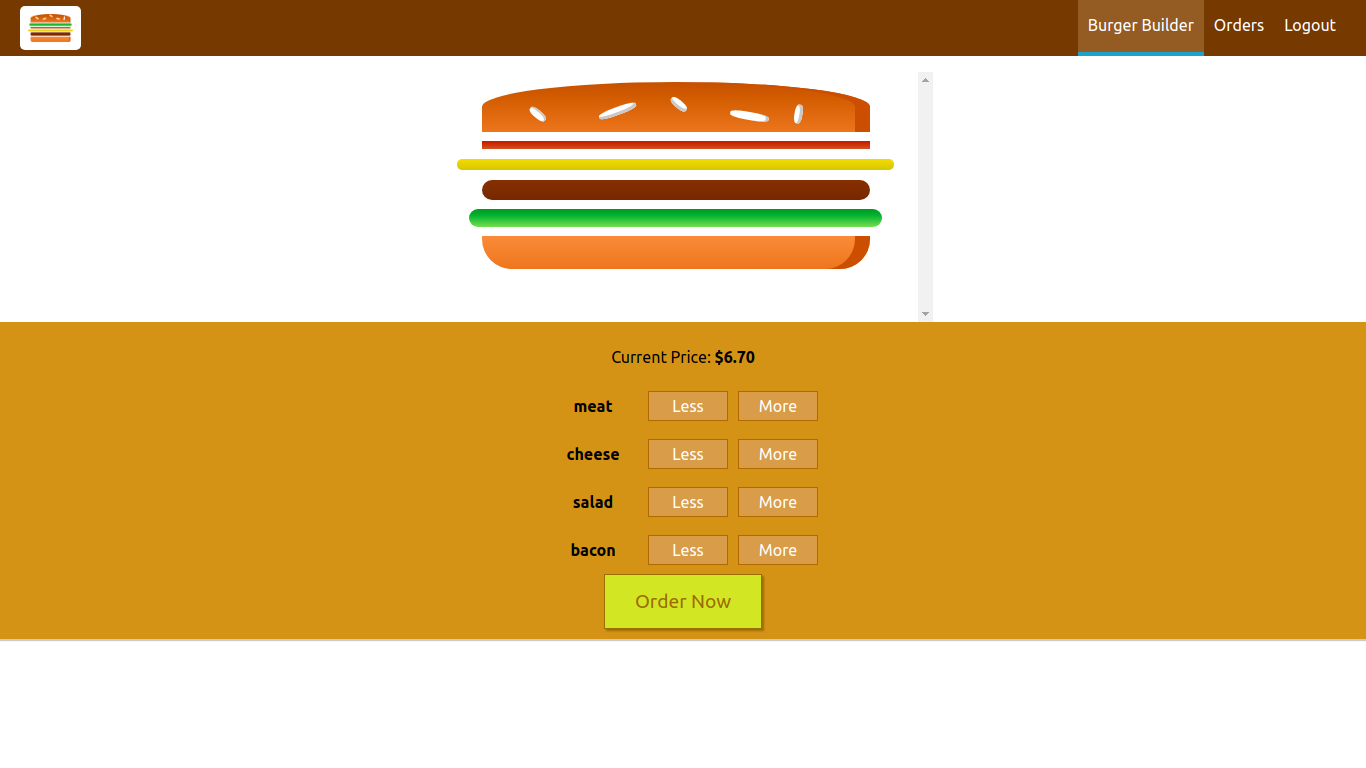 Burger Builder Orders Logout
Current Price: $6.70
meat Less More
cheese Less More
salad Less More
bacon Less More
Order Now